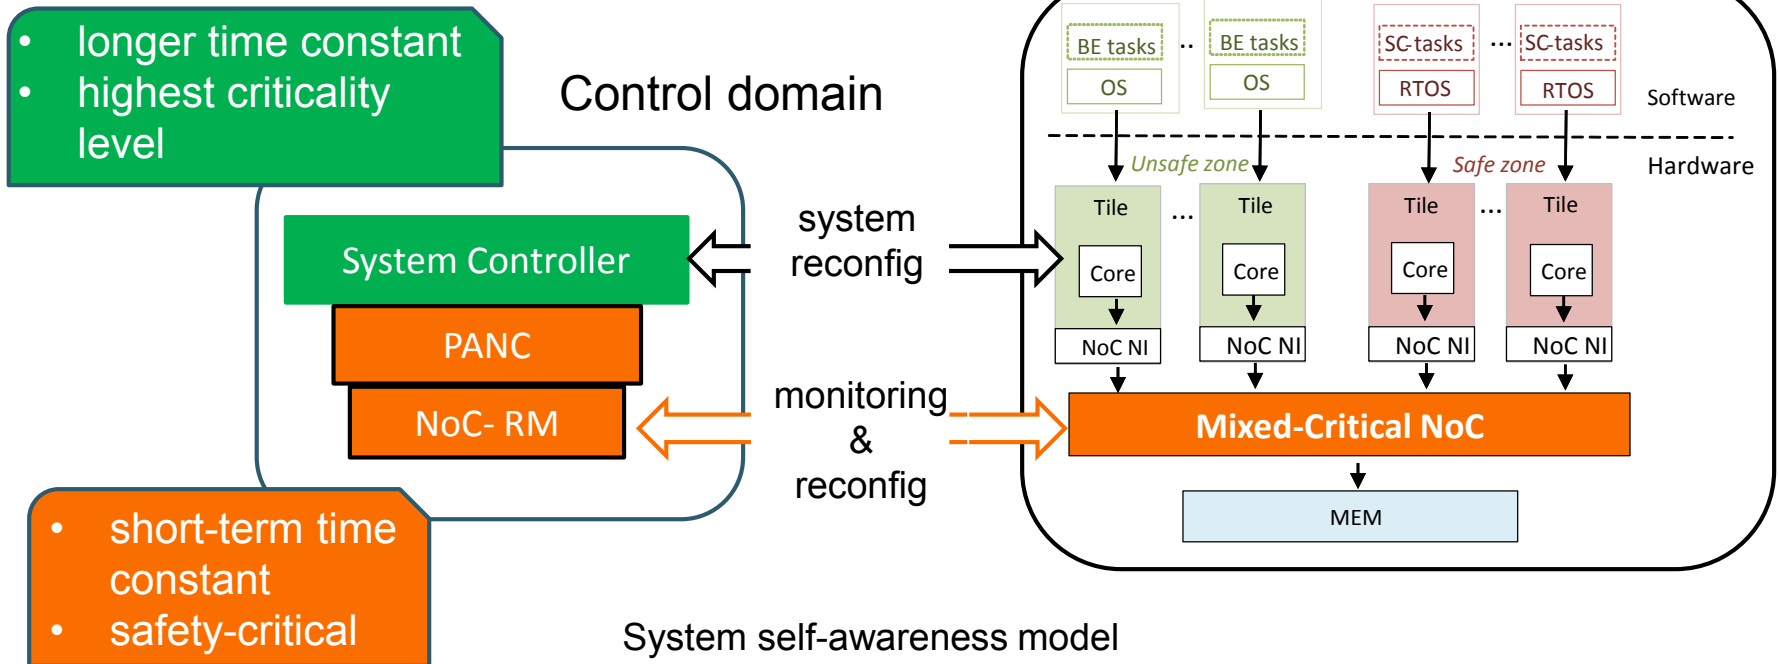 • longer time constant
• highest criticality
level
Control domain
System Controller
PANC
NoC- RM
• short-term time
constant
• safety-critical
system
reconfig
monitoring
&
reconfig
BE tasks .. BE tasks SC-tasks ... SC-tasks
OS OS RTOS RTOS
Software
Unsafe zone Safe zone Hardware
Tile ... Tile Tile ... Tile
Core Core Core Core
NoC NI NoC NI NoC NI NoC NI
Mixed-Critical NoC
MEM
System self-awareness model